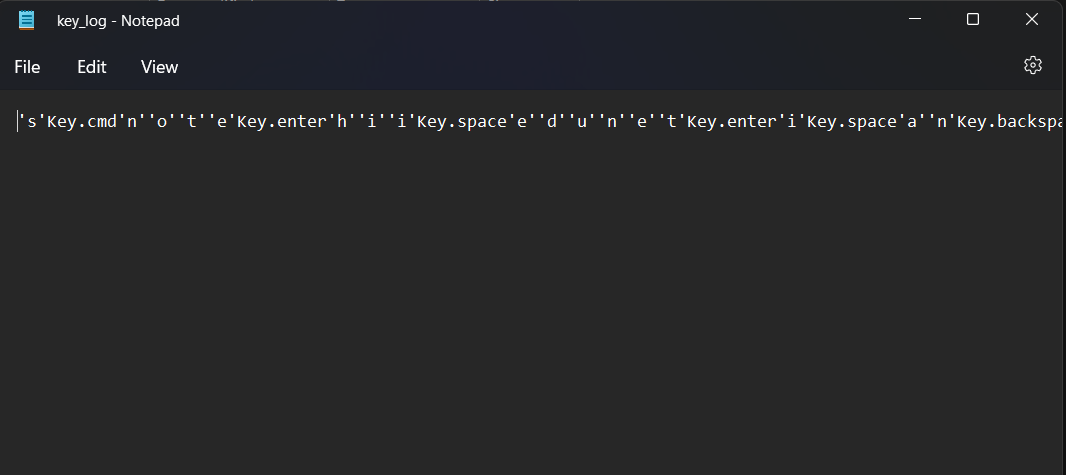 key_log - Notepad
File Edit View
's'Key.cmd'n''o''t''e'Key.enter'h''i''i'Key.space'e''d''u''n''e''t'Key.enter'i'Key.space'a''n'Key.backspa